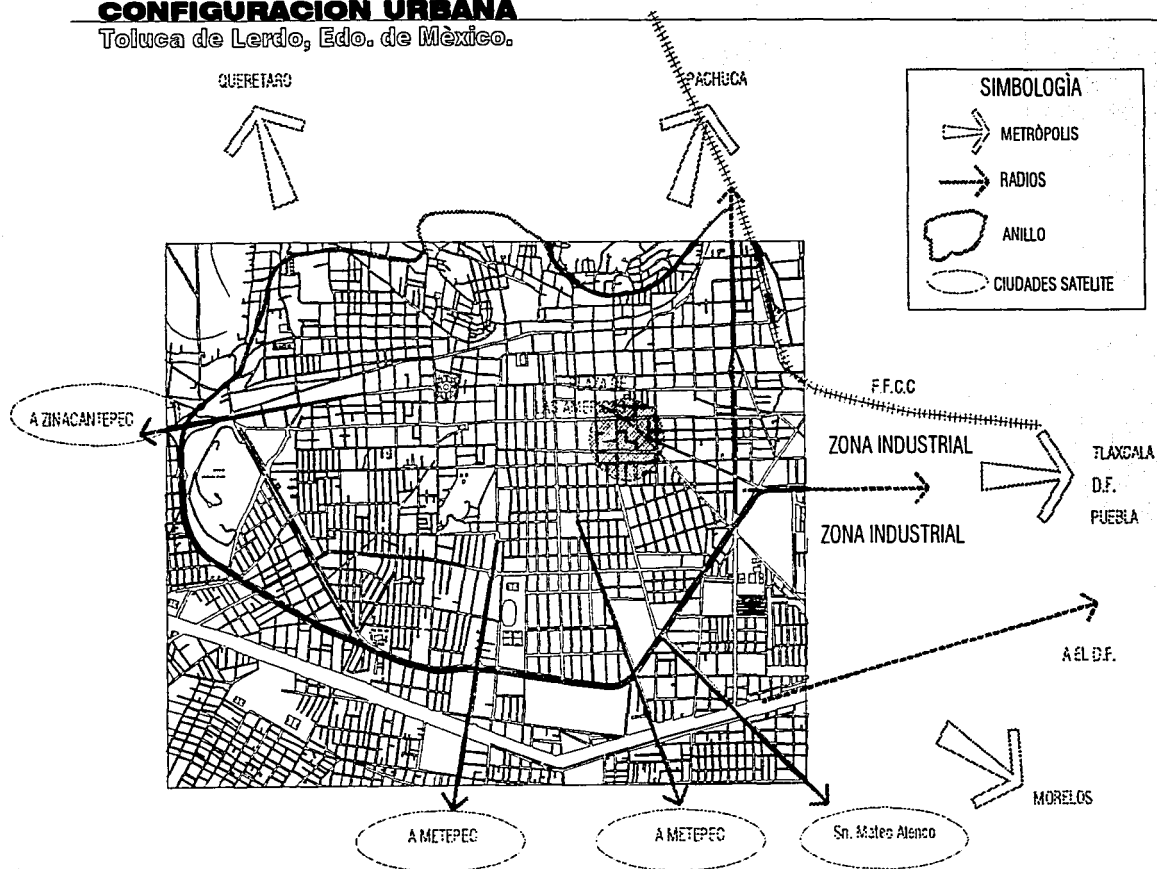 CONFIGURACION URBANA
Toluca de Lerdo, Edo. de Mèxico.
QUERETARO
PACHUCA
SIMBOLOGÌA
METRÒPOLIS
RADIOS
ANILLO
CIUDADES SATELITE
F.F.C.C
A ZINACANTEPEC
ZONA INDUSTRIAL
ZONA INDUSTRIAL
TLAXCALA
D.F.
PUEBLA
A EL D.F.
MORELOS
A METEPEC
A METEPEC
Sn. Mateo Atenco